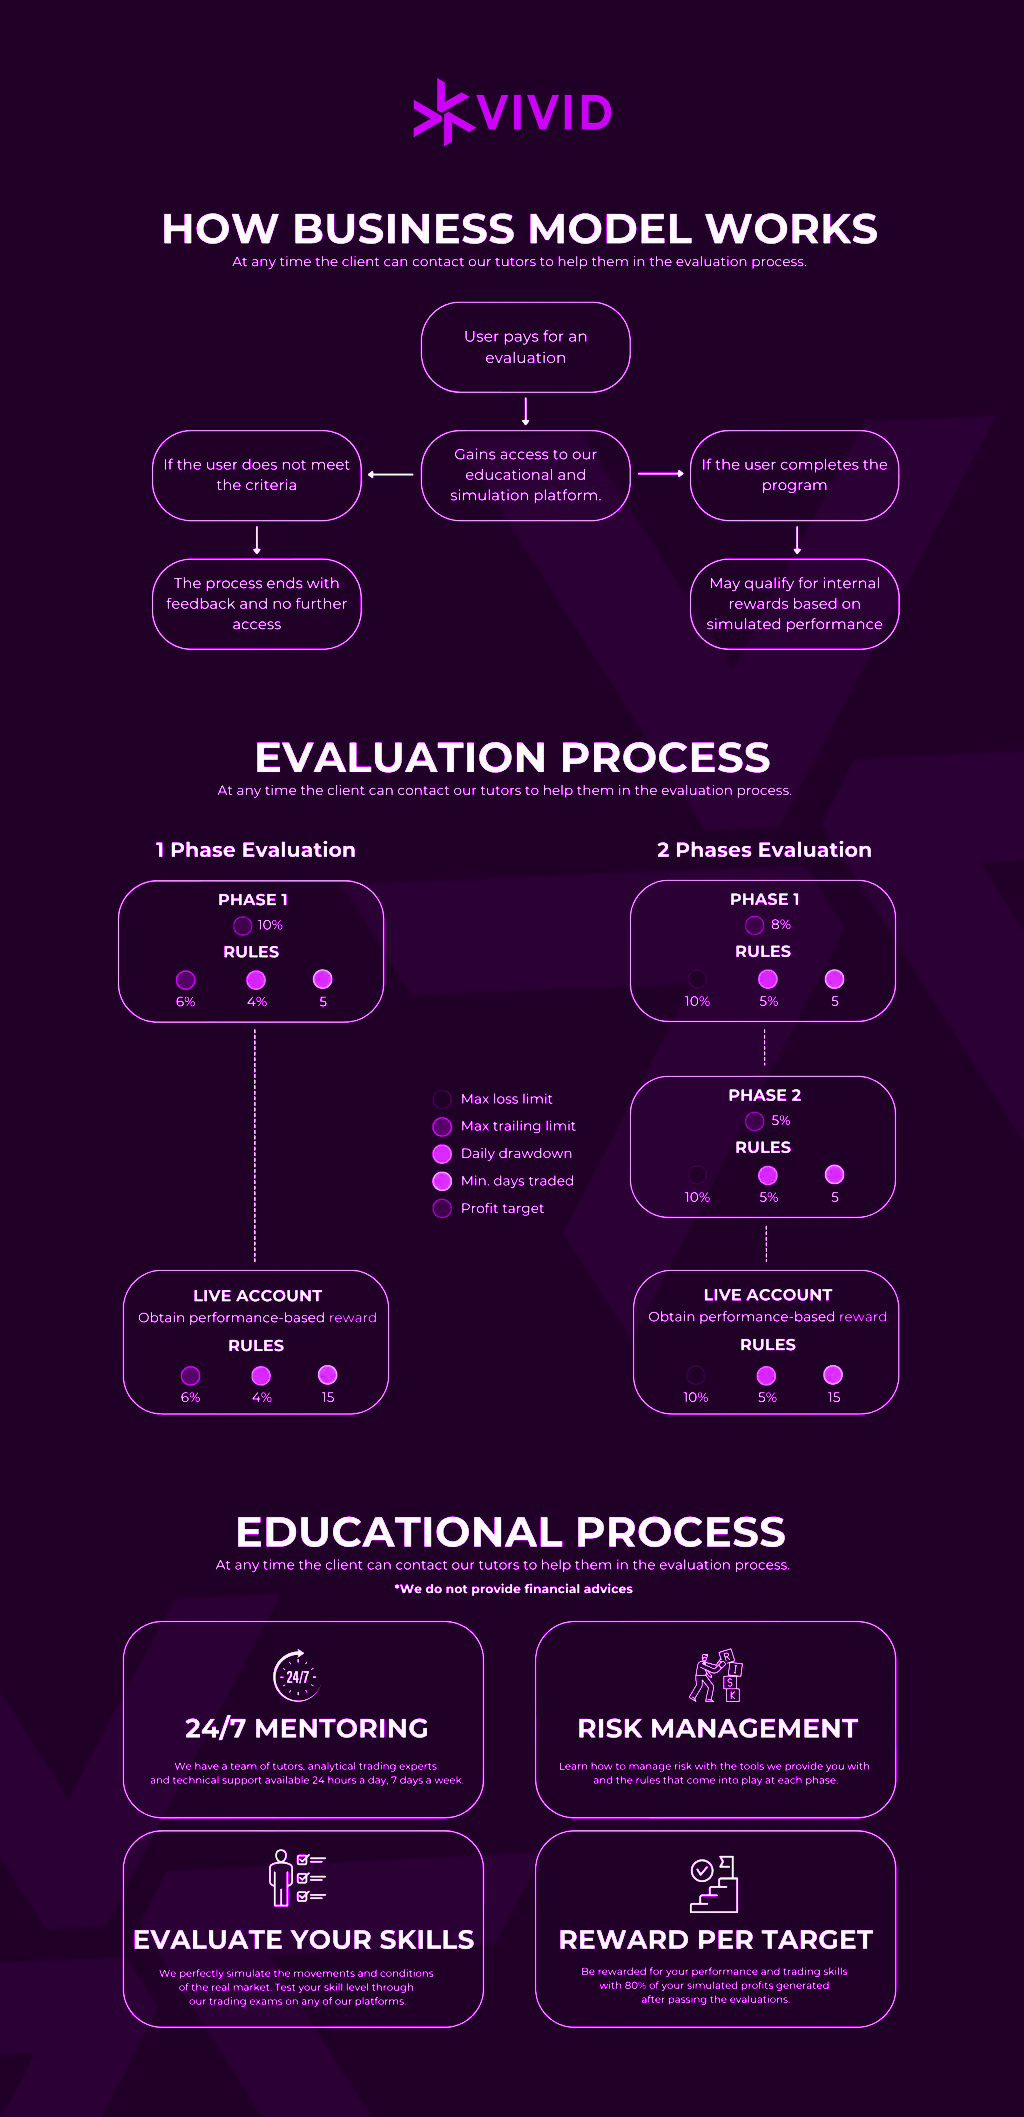 VIVID
HOW BUSINESS MODEL WORKS
At any time the client can contact our tutors to help them in the evaluation process.
User pays for an
evaluation
If the user does not meet
the criteria
Gains access to our
educational and
simulation platform.
If the user completes the
program
The process ends with
feedback and no further
access
May qualify for internal
rewards based on
simulated performance
EVALUATION PROCESS
At any time the client can contact our tutors to help them in the evaluation process.
1 Phase Evaluation
PHASE 1
10%
RULES
6% 4% 5
2 Phases Evaluation
PHASE 1
8%
RULES
10% 5% 5
Max loss limit
Max trailing limit
Daily drawdown
Min. days traded
Profit target
PHASE 2
5%
RULES
10% 5% 5
LIVE ACCOUNT
Obtain performance-based reward
RULES
6% 4% 15
LIVE ACCOUNT
Obtain performance-based reward
RULES
10% 5% 15
EDUCATIONAL PROCESS
At any time the client can contact our tutors to help them in the evaluation process.
*We do not provide financial advices
24/7
24/7 MENTORING
We have a team of tutors, analytical trading experts
and technical support available 24 hours a day, 7 days a week.
R
I
$
K
RISK MANAGEMENT
Learn how to manage risk with the tools we provide you with
and the rules that come into play at each phase.
EVALUATE YOUR SKILLS
We perfectly simulate the movements and conditions
of the real market. Test your skill level through
our trading exams on any of our platforms.
REWARD PER TARGET
Be rewarded for your performance and trading skills
with 80% of your simulated profits generated
after passing the evaluations.